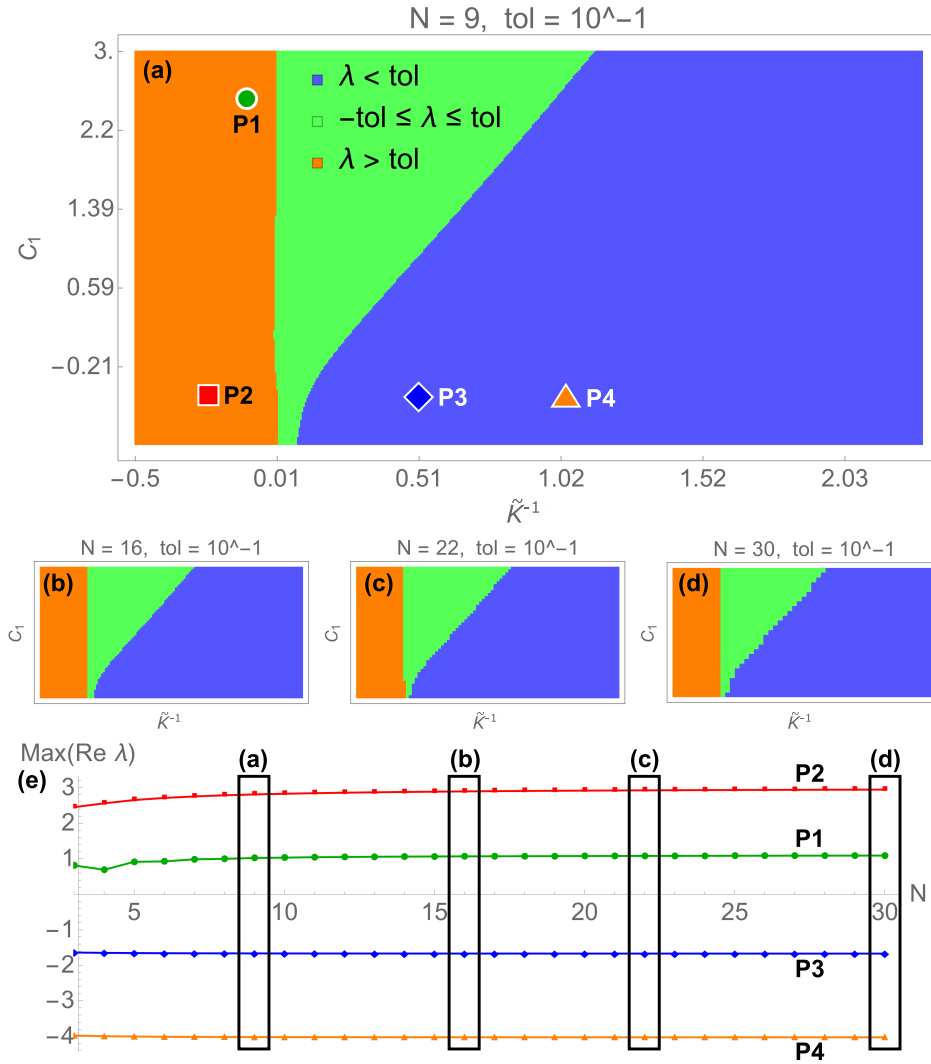 N = 9, tol = 10^−1
3.
(a)
λ < tol
−tol ≤ λ ≤ tol
λ > tol
P1
2.2
1.39
C₁
0.59
−0.21
P2
P3
P4
−0.5
0.01
0.51
1.02
1.52
2.03
K̃⁻¹
N = 16, tol = 10^−1
N = 22, tol = 10^−1
N = 30, tol = 10^−1
(b)
(c)
(d)
C₁
C₁
C₁
K̃⁻¹
K̃⁻¹
K̃⁻¹
Max(Re λ)
(e)
(a)
(b)
(c)
(d)
3
P2
2
P1
1
N
5
10
15
20
25
30
−1
−2
P3
−3
−4
P4